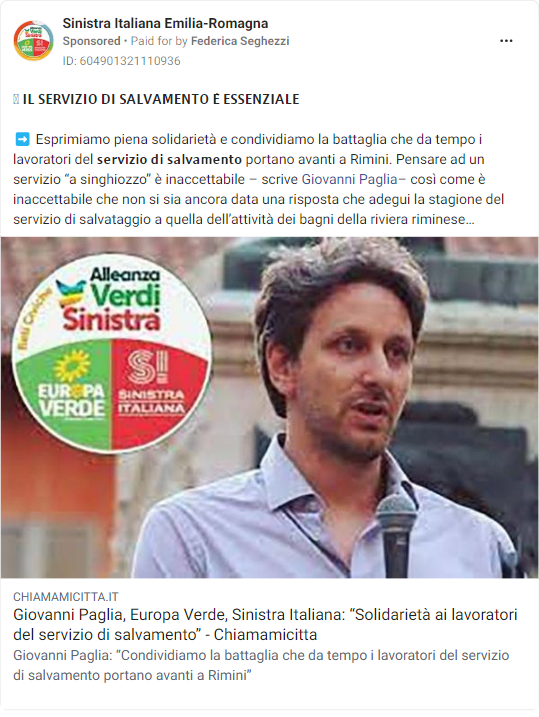 Sinistra Italiana Emilia-Romagna
Sponsored • Paid for by Federica Seghezzi
ID: 604901321110936
IL SERVIZIO DI SALVAMENTO È ESSENZIALE
➡️ Esprimiamo piena solidarietà e condividiamo la battaglia che da tempo i
lavoratori del servizio di salvamento portano avanti a Rimini. Pensare ad un
servizio “a singhiozzo” è inaccettabile – scrive Giovanni Paglia– così come è
inaccettabile che non si sia ancora data una risposta che adegui la stagione del
servizio di salvataggio a quella dell’attività dei bagni della riviera riminese...
Alleanza
Verdi
Sinistra
Reti Civiche
EUROPA
VERDE
SI
SINISTRA
ITALIANA
CHIAMAMICITTA.IT
Giovanni Paglia, Europa Verde, Sinistra Italiana: “Solidarietà ai lavoratori
del servizio di salvamento” - Chiamamicitta
Giovanni Paglia: “Condividiamo la battaglia che da tempo i lavoratori del servizio
di salvamento portano avanti a Rimini”